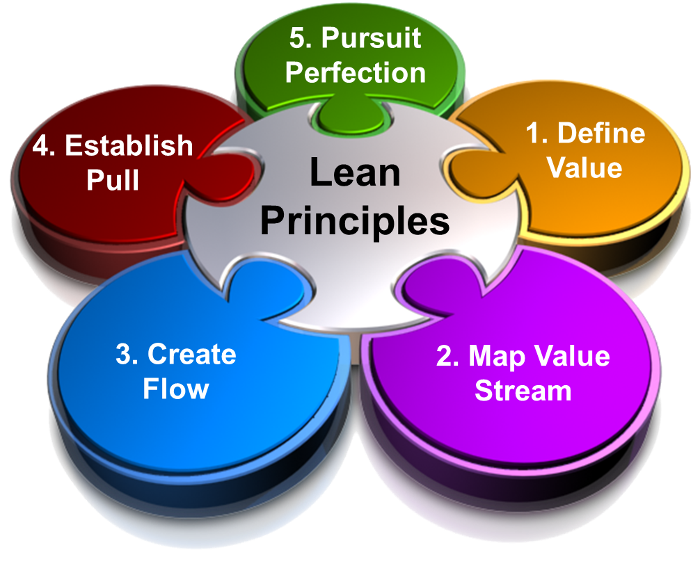 Lean
Principles
1. Define
Value
2. Map Value
Stream
3. Create
Flow
4. Establish
Pull
5. Pursuit
Perfection